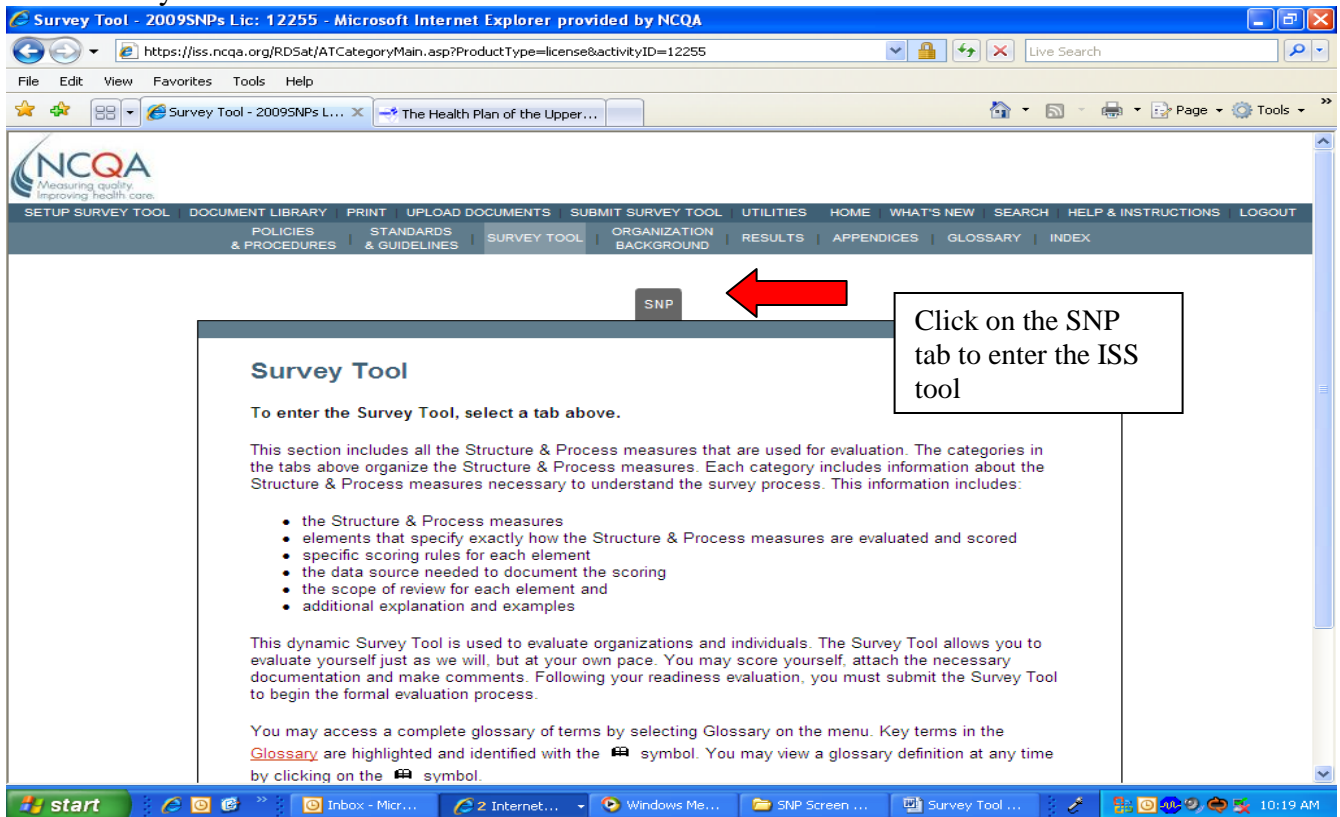 Survey Tool - 2009SNPs Lic: 12255 - Microsoft Internet Explorer provided by NCQA
https://iss.ncqa.org/RDSat/ATCategoryMain.asp?ProductType=license&activityID=12255
Live Search
File Edit View Favorites Tools Help
Survey Tool - 2009SNPs L...
The Health Plan of the Upper...
Page
Tools
NCQA
Measuring quality.
Improving health care.
SETUP SURVEY TOOL | DOCUMENT LIBRARY | PRINT | UPLOAD DOCUMENTS | SUBMIT SURVEY TOOL | UTILITIES HOME | WHAT'S NEW | SEARCH | HELP & INSTRUCTIONS | LOGOUT
POLICIES & PROCEDURES | STANDARDS & GUIDELINES | SURVEY TOOL | ORGANIZATION BACKGROUND | RESULTS | APPENDICES | GLOSSARY | INDEX
SNP
Click on the SNP
tab to enter the ISS
tool
Survey Tool
To enter the Survey Tool, select a tab above.
This section includes all the Structure & Process measures that are used for evaluation. The categories in
the tabs above organize the Structure & Process measures. Each category includes information about the
Structure & Process measures necessary to understand the survey process. This information includes:
• the Structure & Process measures
• elements that specify exactly how the Structure & Process measures are evaluated and scored
• specific scoring rules for each element
• the data source needed to document the scoring
• the scope of review for each element and
• additional explanation and examples
This dynamic Survey Tool is used to evaluate organizations and individuals. The Survey Tool allows you to
evaluate yourself just as we will, but at your own pace. You may score yourself, attach the necessary
documentation and make comments. Following your readiness evaluation, you must submit the Survey Tool
to begin the formal evaluation process.
You may access a complete glossary of terms by selecting Glossary on the menu. Key terms in the
Glossary are highlighted and identified with the symbol. You may view a glossary definition at any time
by clicking on the symbol.
start
Inbox - Micr...
2 Internet...
Windows Me...
SNP Screen ...
Survey Tool ...
10:19 AM